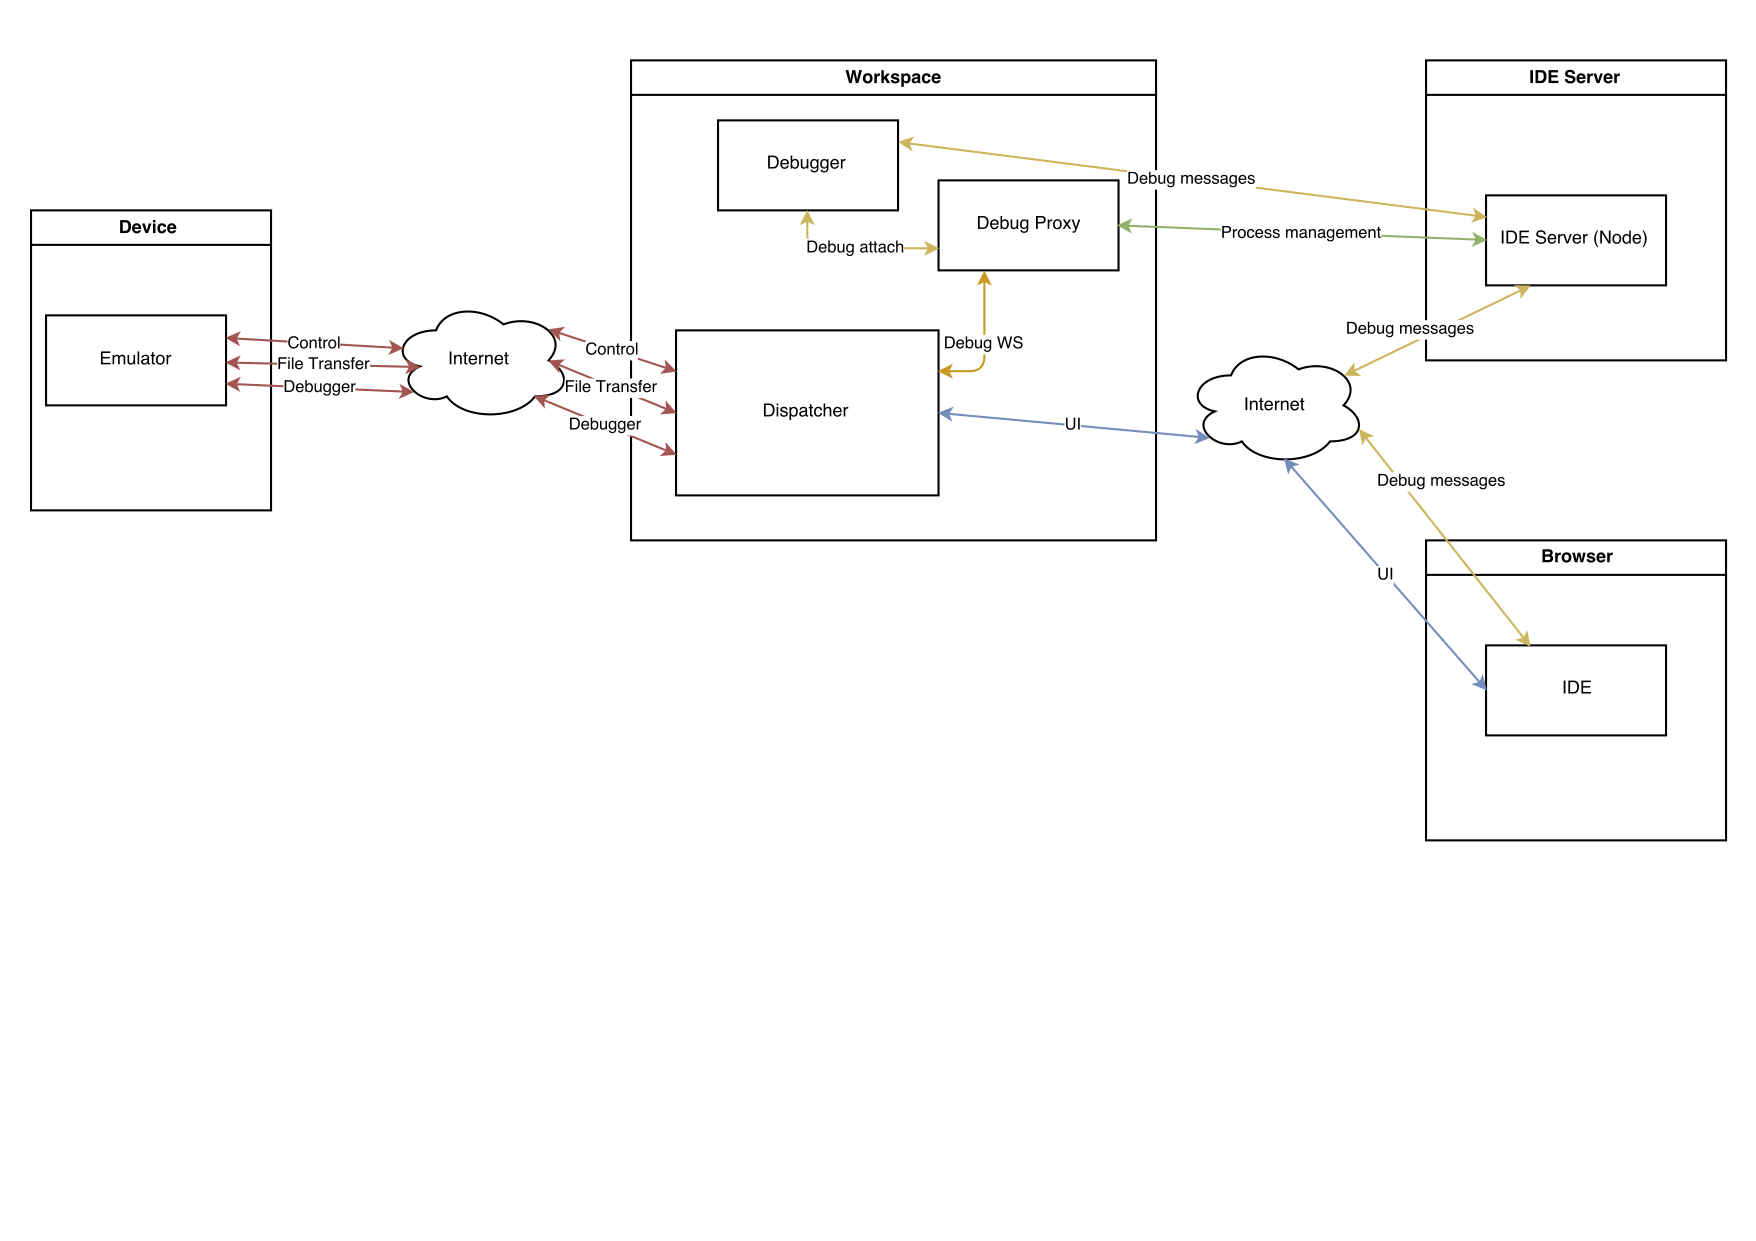 Workspace
IDE Server
Debugger
Debug messages
Debug Proxy
Device
Process management
IDE Server (Node)
Debug attach
Debug messages
Control
Internet
Control
Debug WS
Emulator
File Transfer
File Transfer
Debugger
Dispatcher
Internet
Debugger
UI
Debug messages
Browser
UI
IDE